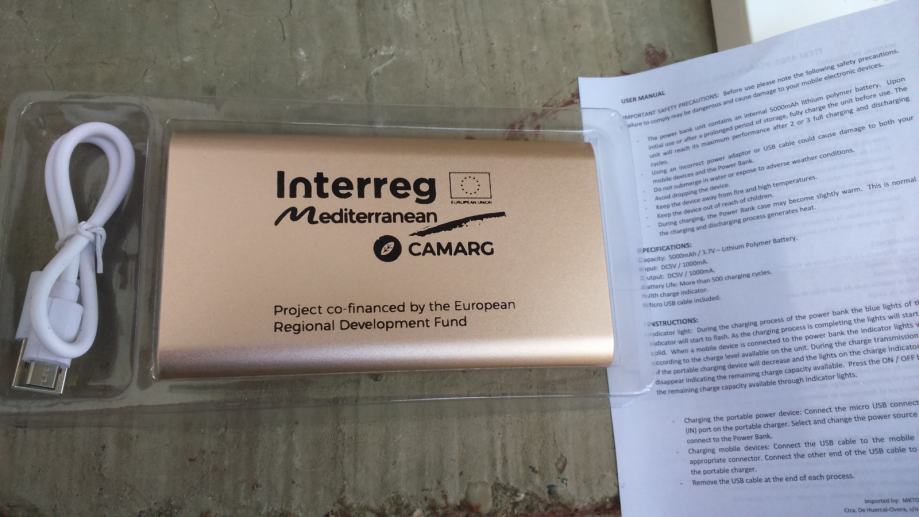 Interreg
EUROPEAN UNION
Mediterranean
CAMARG
Project co-financed by the European
Regional Development Fund
USER MANUAL
IMPORTANT SAFETY PRECAUTIONS: Before use please note the following safety precautions.
Failure to comply may be dangerous and cause damage to your mobile electronic devices.
- The power bank unit contains an internal 5000mAh lithium polymer battery. Upon
initial use or after a prolonged period of storage, fully charge the unit before use. The
unit will reach its maximum performance after 2 or 3 full charging and discharging
cycles.
- Using an incorrect power adaptor or USB cable could cause damage to both your
mobile devices and the Power Bank.
- Do not submerge in water or expose to adverse weather conditions.
- Avoid dropping the device.
- Keep the device away from fire and high temperatures.
- Keep the device out of reach of children.
- During charging, the Power Bank case may become slightly warm. This is normal
the charging and discharging process generates heat.
SPECIFICATIONS:
Capacity: 5000mAh / 3.7V – Lithium Polymer Battery.
Input: DC5V / 1000mA.
Output: DC5V / 1000mA.
Battery Life: More than 500 charging cycles.
With charge indicator.
Micro USB cable included.
INSTRUCTIONS:
Indicator light: During the charging process of the power bank the blue lights of
indicator will start to flash. As the charging process is completing the lights will start
solid. When a mobile device is connected to the power bank the indicator lights
according to the charge level available on the unit. During the charge transmission
of the portable charging device will decrease and the lights on the charge indicator
disappear indicating the remaining charge capacity available. Press the ON / OFF
the remaining charge capacity available through indicator lights.
- Charging the portable power device: Connect the micro USB connect
(IN) port on the portable charger. Select and change the power source
connect to the Power Bank.
- Charging mobile devices: Connect the USB cable to the mobile
appropriate connector. Connect the other end of the USB cable to
the portable charger.
- Remove the USB cable at the end of each process.
Imported by: MKTO
Ctra. De Huercal-Overa, s/n